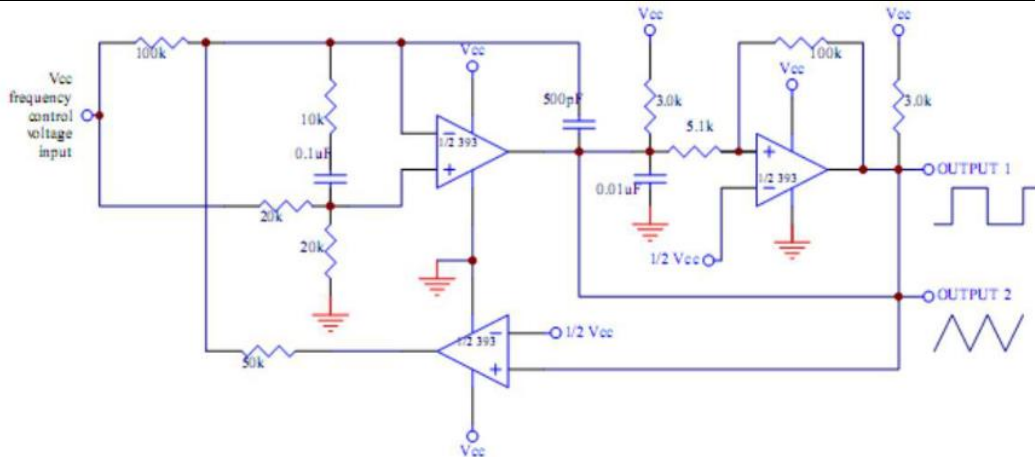 Vcc
frequency
control
voltage
input
100k
10k
0.1uF
20k
20k
Vcc
1/2 393
500pF
Vcc
3.0k
5.1k
0.01uF
100k
Vcc
1/2 393
1/2 Vcc
Vcc
3.0k
OUTPUT 1
OUTPUT 2
50k
1/2 393
1/2 Vcc
Vcc